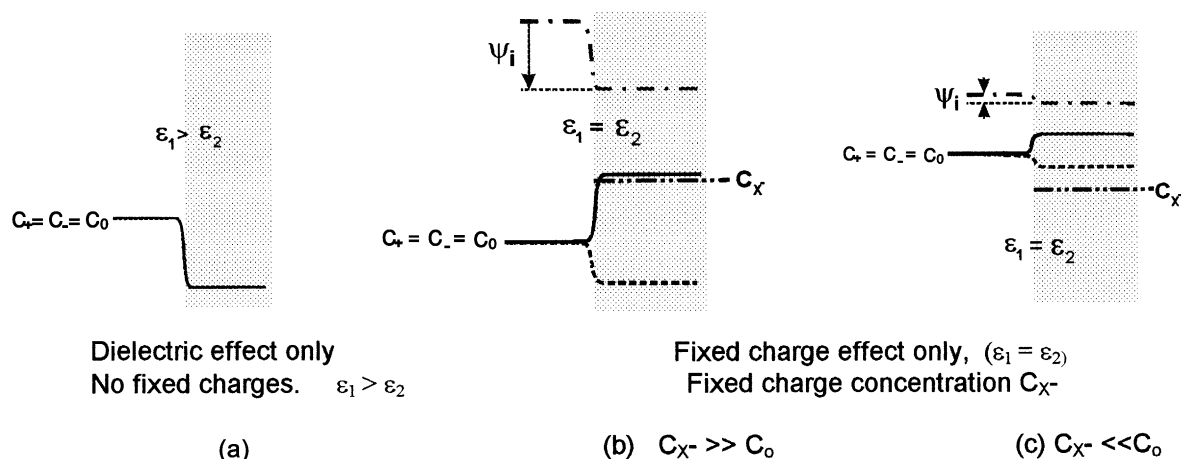 ε₁ > ε₂
C₊ = C₋ = C₀
Ψᵢ
ε₁ = ε₂
C₊ = C₋ = C₀
Cₓ-
Ψᵢ
C₊ = C₋ = C₀
Cₓ-
ε₁ = ε₂
Dielectric effect only
No fixed charges. ε₁ > ε₂
Fixed charge effect only, (ε₁ = ε₂)
Fixed charge concentration Cₓ-
(a)
(b) Cₓ- >> Cₒ
(c) Cₓ- <<Cₒ